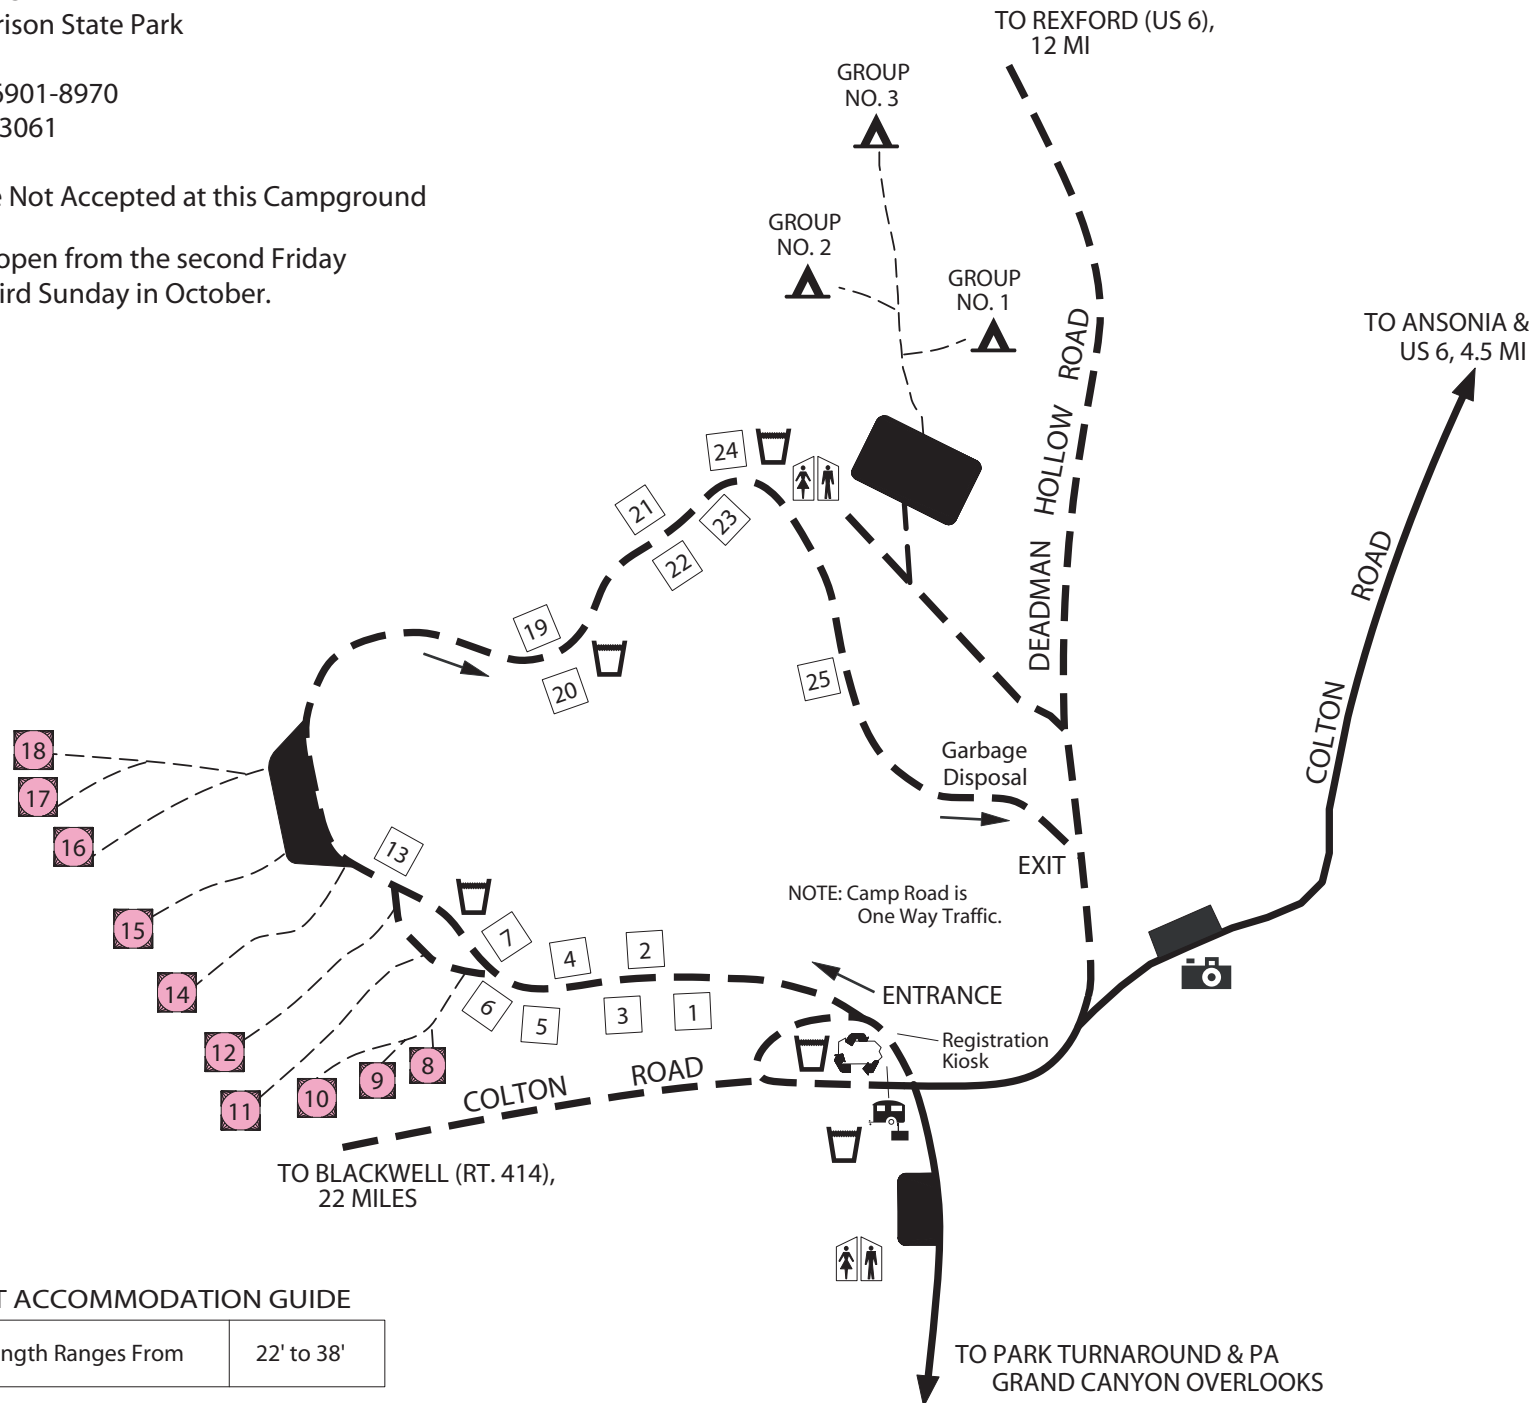 rison State Park
5901-8970
3061
e Not Accepted at this Campground
open from the second Friday
ird Sunday in October.
TO REXFORD (US 6),
12 MI
GROUP
NO. 3
GROUP
NO. 2
GROUP
NO. 1
DEADMAN HOLLOW ROAD
TO ANSONIA &
US 6, 4.5 MI
COLTON ROAD
24
21
23
22
19
20
25
18
17
16
15
14
13
12
11
10
9
8
7
6
5
4
3
2
1
Garbage
Disposal
EXIT
NOTE: Camp Road is
One Way Traffic.
ENTRANCE
Registration
Kiosk
COLTON ROAD
TO BLACKWELL (RT. 414),
22 MILES
T ACCOMMODATION GUIDE
ngth Ranges From 22' to 38'
TO PARK TURNAROUND & PA
GRAND CANYON OVERLOOKS